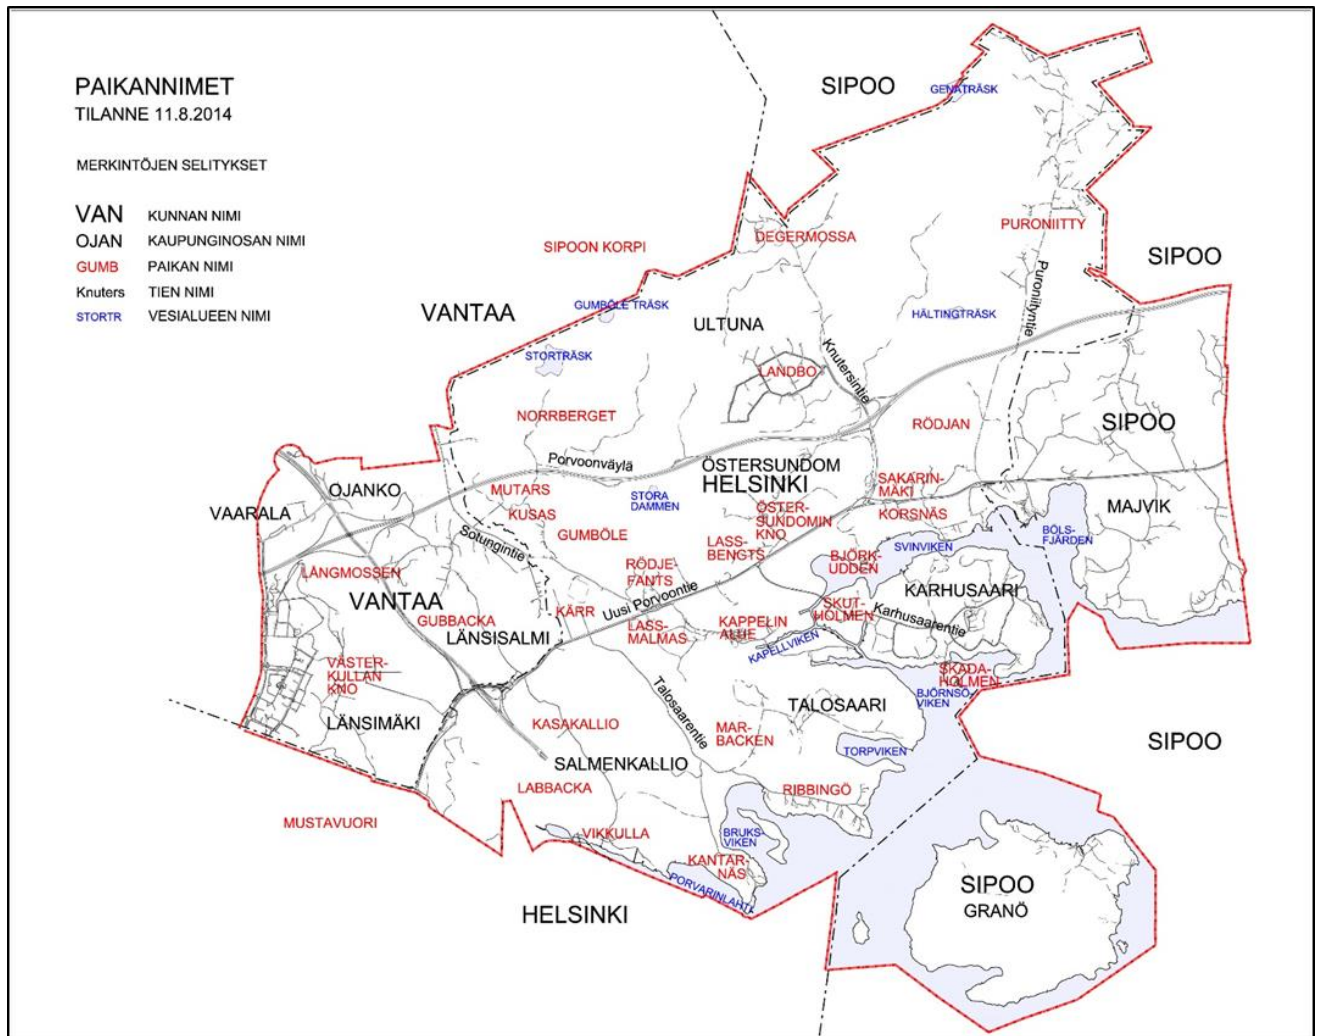 PAIKANNIMET
TILANNE 11.8.2014
MERKINTÖJEN SELITYKSET
VAN KUNNAN NIMI
OJAN KAUPUNGINOSAN NIMI
GUMB PAIKAN NIMI
Knuters TIEN NIMI
STORTR VESIALUEEN NIMI
SIPOO
GENATRÄSK
PURONIITTY
DEGERMOSSA
SIPOON KORPI
SIPOO
Puroniityntie
GUMBÖLE TRÄSK
VANTAA
HÄLTINGTRÄSK
ULTUNA
STORTRÄSK
Knutersintie
LANDBO
NORRBERGET
RÖDJAN
SIPOO
Porvoonväylä
ÖSTERSUNDOM
HELSINKI
OJANKO
MUTARS
STORA
DAMMEN
SAKARIN-
MÄKI
VAARALA
KUSAS
ÖSTER-
SUNDOMIN
KNO
KORSNÄS
MAJVIK
Sotungintie
GUMBÖLE
LASS-
BENGTS
SVINVIKEN
BÖLS-
FJÄRDEN
LÅNGMOSSEN
RÖDJE-
FANTS
BJÖRK-
UDDEN
KARHUSAARI
VANTAA
Uusi Porvoontie
SKUT-
HOLMEN
Karhusaarentie
GUBBACKA
KÄRR
LÄNSISALMI
LASS-
MALMAS
KAPPELIN
ALUE
KAPELLVIKEN
VÄSTER-
KULLAN
KNO
SKADA-
HOLMEN
BJÖRNSÖ-
VIKEN
LÄNSIMÄKI
Talosaarentie
TALOSAARI
KASAKALLIO
MAR-
BACKEN
TORPVIKEN
SIPOO
SALMENKALLIO
LABBACKA
RIBBINGÖ
MUSTAVUORI
VIKKULLA
BRUKS-
VIKEN
KANTAR-
NÄS
PORVARINLAHTI
SIPOO
GRANÖ
HELSINKI